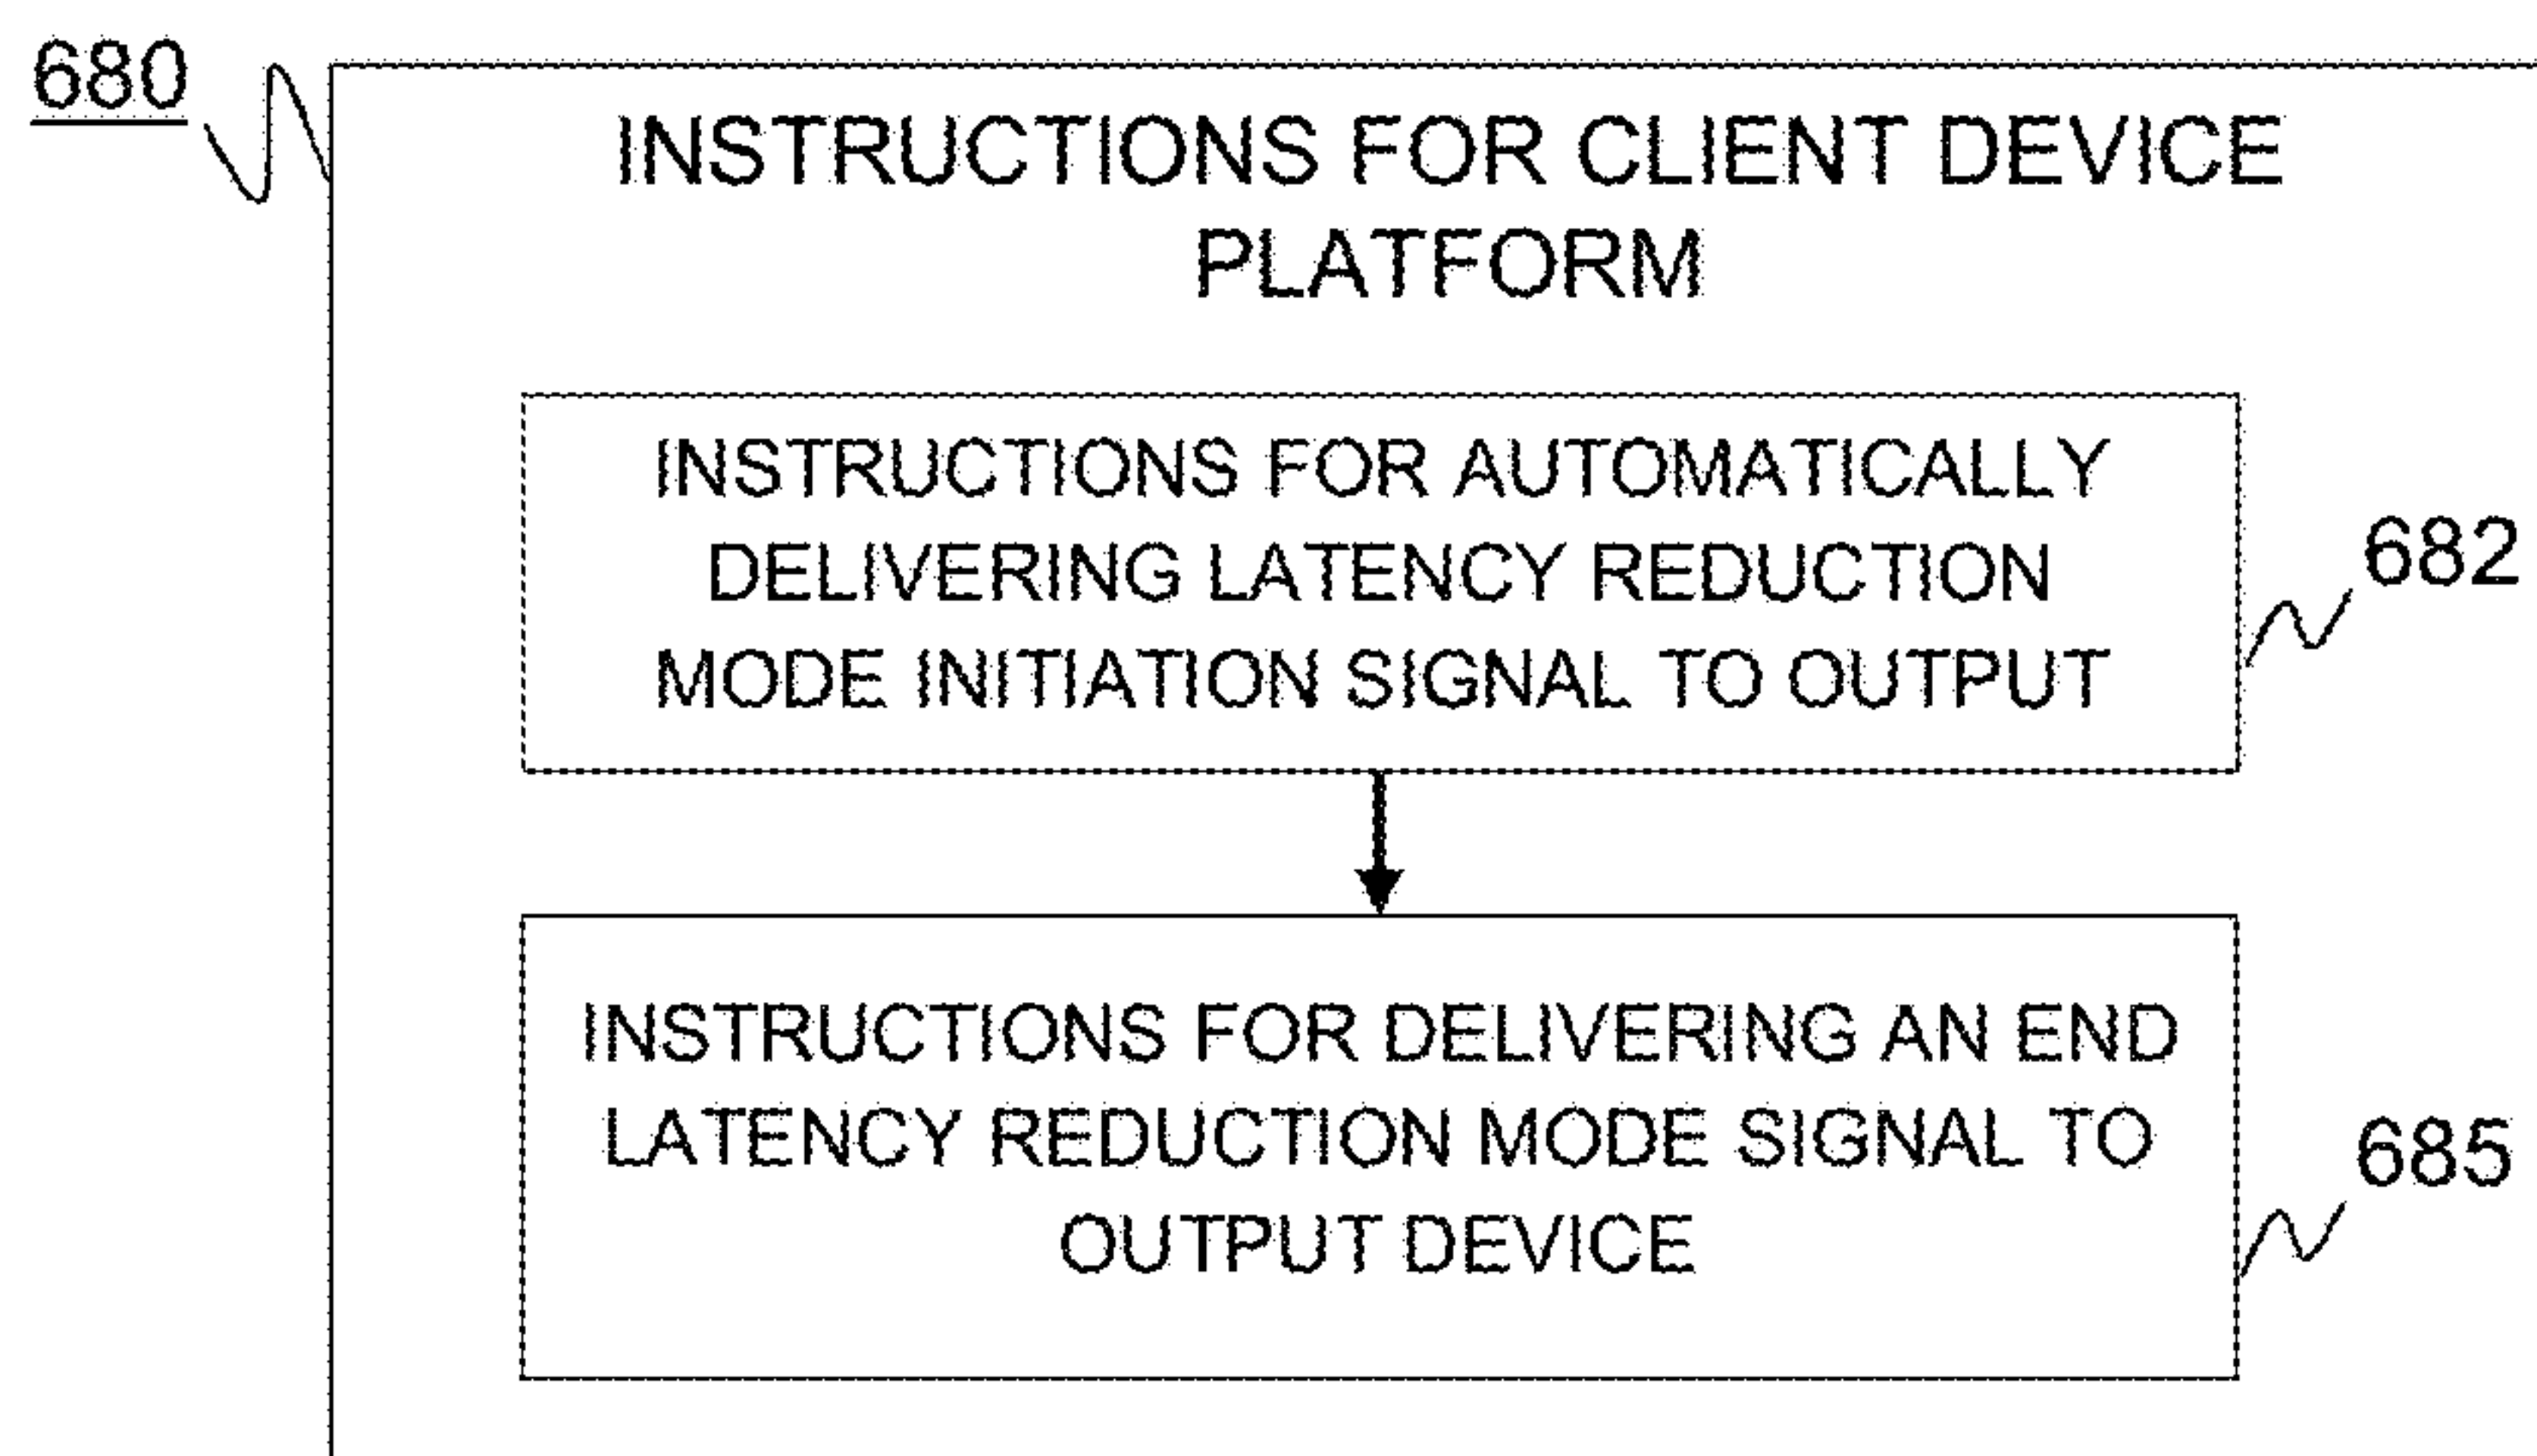 680
INSTRUCTIONS FOR CLIENT DEVICE
PLATFORM
INSTRUCTIONS FOR AUTOMATICALLY
DELIVERING LATENCY REDUCTION
MODE INITIATION SIGNAL TO OUTPUT
682
INSTRUCTIONS FOR DELIVERING AN END
LATENCY REDUCTION MODE SIGNAL TO
OUTPUT DEVICE
685